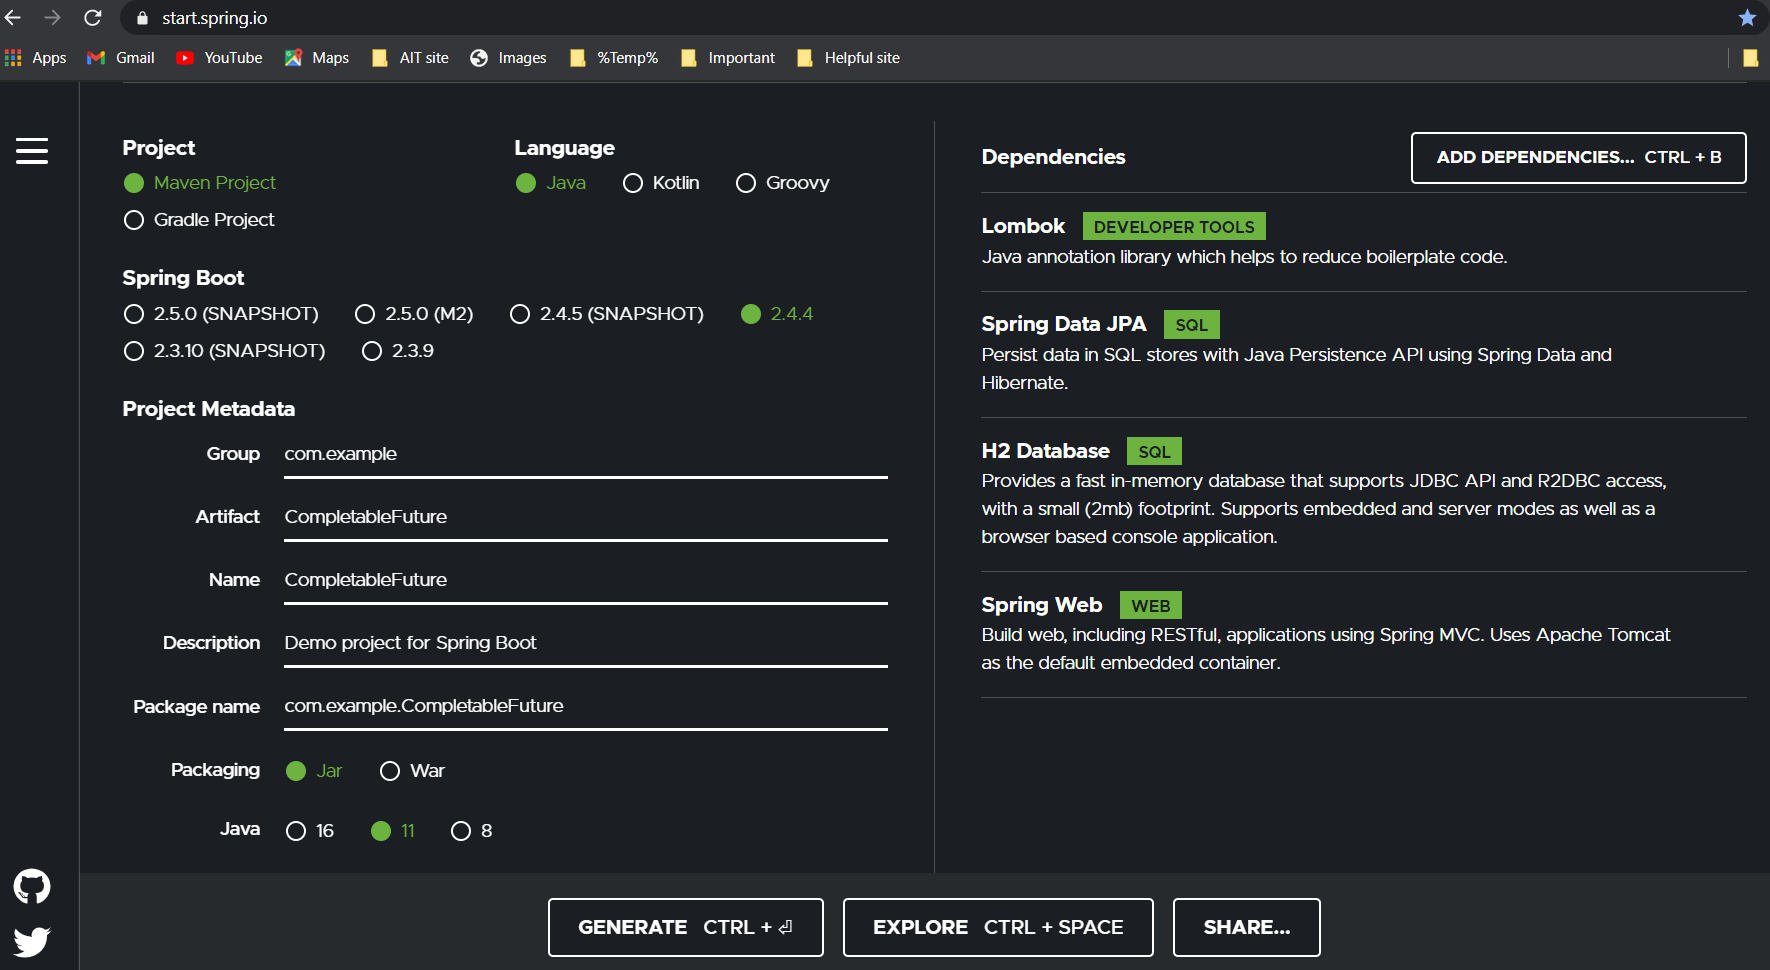 start.spring.io
Apps Gmail YouTube Maps AIT site Images %Temp% Important Helpful site
Project
Maven Project
Gradle Project
Language
Java Kotlin Groovy
Spring Boot
2.5.0 (SNAPSHOT) 2.5.0 (M2) 2.4.5 (SNAPSHOT) 2.4.4
2.3.10 (SNAPSHOT) 2.3.9
Project Metadata
Group com.example
Artifact CompletableFuture
Name CompletableFuture
Description Demo project for Spring Boot
Package name com.example.CompletableFuture
Packaging Jar War
Java 16 11 8
Dependencies
ADD DEPENDENCIES... CTRL + B
Lombok DEVELOPER TOOLS
Java annotation library which helps to reduce boilerplate code.
Spring Data JPA SQL
Persist data in SQL stores with Java Persistence API using Spring Data and
Hibernate.
H2 Database SQL
Provides a fast in-memory database that supports JDBC API and R2DBC access,
with a small (2mb) footprint. Supports embedded and server modes as well as a
browser based console application.
Spring Web WEB
Build web, including RESTful, applications using Spring MVC. Uses Apache Tomcat
as the default embedded container.
GENERATE CTRL + ⏎
EXPLORE CTRL + SPACE
SHARE...